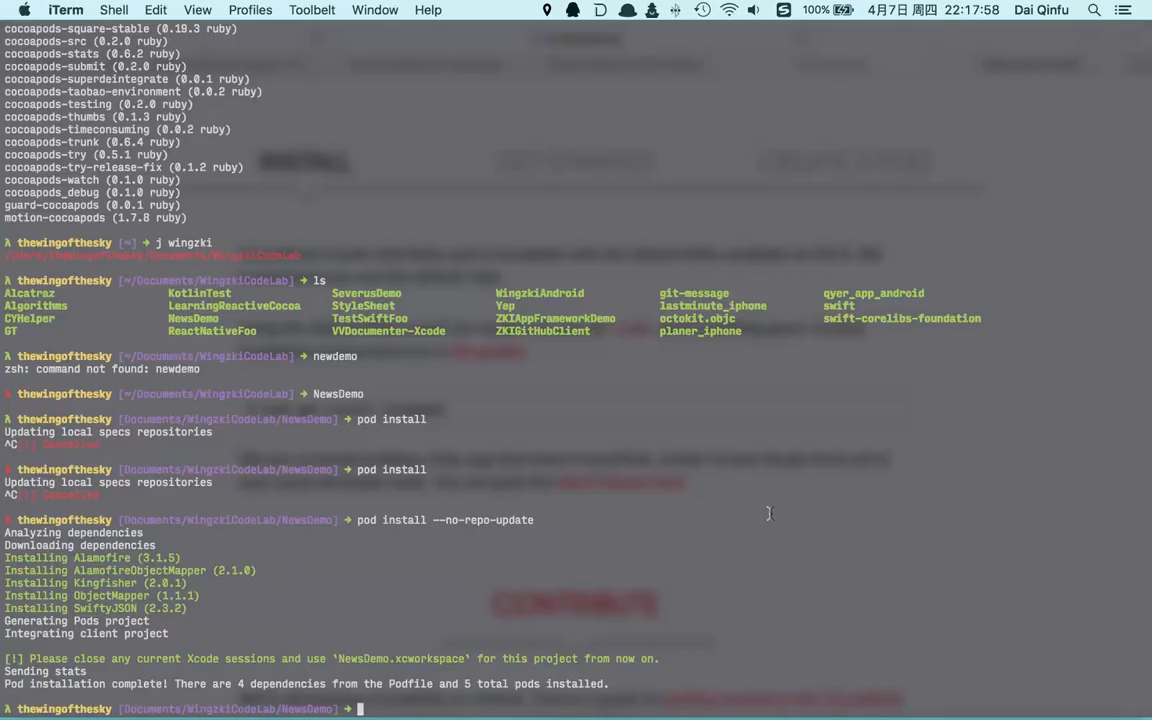 iTerm Shell Edit View Profiles Toolbelt Window Help 100% 4月7日 周四 22:17:58 Dai Qinfu
cocoapods-square-stable (0.19.3 ruby)
cocoapods-src (0.2.0 ruby)
cocoapods-stats (0.6.2 ruby)
cocoapods-submit (0.2.0 ruby)
cocoapods-superdeintegrate (0.0.1 ruby)
cocoapods-taobao-environment (0.0.2 ruby)
cocoapods-testing (0.2.0 ruby)
cocoapods-thumbs (0.1.3 ruby)
cocoapods-timeconsuming (0.0.2 ruby)
cocoapods-trunk (0.6.4 ruby)
cocoapods-try (0.5.1 ruby)
cocoapods-try-release-fix (0.1.2 ruby)
cocoapods-watch (0.1.0 ruby)
cocoapods_debug (0.1.0 ruby)
guard-cocoapods (0.0.1 ruby)
motion-cocoapods (1.7.8 ruby)
λ thewingofthesky [~] → j wingzki
/Users/thewingofthesky/Documents/WingzkiCodeLab
λ thewingofthesky [~/Documents/WingzkiCodeLab] → ls
Alcatraz KotlinTest SeverusDemo WingzkiAndroid git-message qyer_app_android
Algorithms LearningReactiveCocoa StyleSheet Yep lastminute_iphone swift
CYHelper NewsDemo TestSwiftFoo ZKIAppFrameworkDemo octokit.objc swift-corelibs-foundation
GT ReactNativeFoo VVDocumenter-Xcode ZKIGitHubClient planer_iphone
λ thewingofthesky [~/Documents/WingzkiCodeLab] → newdemo
zsh: command not found: newdemo
λ thewingofthesky [~/Documents/WingzkiCodeLab] → NewsDemo
λ thewingofthesky [Documents/WingzkiCodeLab/NewsDemo] → pod install
Updating local specs repositories
^C[!] Cancelled
λ thewingofthesky [Documents/WingzkiCodeLab/NewsDemo] → pod install
Updating local specs repositories
^C[!] Cancelled
λ thewingofthesky [Documents/WingzkiCodeLab/NewsDemo] → pod install --no-repo-update
Analyzing dependencies
Downloading dependencies
Installing Alamofire (3.1.5)
Installing AlamofireObjectMapper (2.1.0)
Installing Kingfisher (2.0.1)
Installing ObjectMapper (1.1.1)
Installing SwiftyJSON (2.3.2)
Generating Pods project
Integrating client project
[!] Please close any current Xcode sessions and use `NewsDemo.xcworkspace` for this project from now on.
Sending stats
Pod installation complete! There are 4 dependencies from the Podfile and 5 total pods installed.
λ thewingofthesky [Documents/WingzkiCodeLab/NewsDemo] →